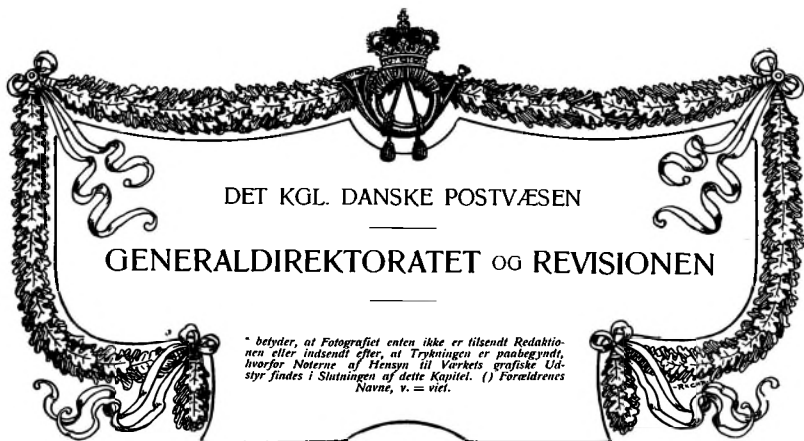 DET KGL. DANSKE POSTVÆSEN
GENERALDIREKTORATET OG REVISIONEN
* betyder, at Fotografiet enten ikke er tilsendt Redaktio-
nen eller indsendt efter, at Trykningen er paabegyndt,
hvorfor Noterne af Hensyn til Værkets grafiske Ud-
styr findes i Slutningen af dette Kapitel. () Forældrenes
Navne, v. = viet.